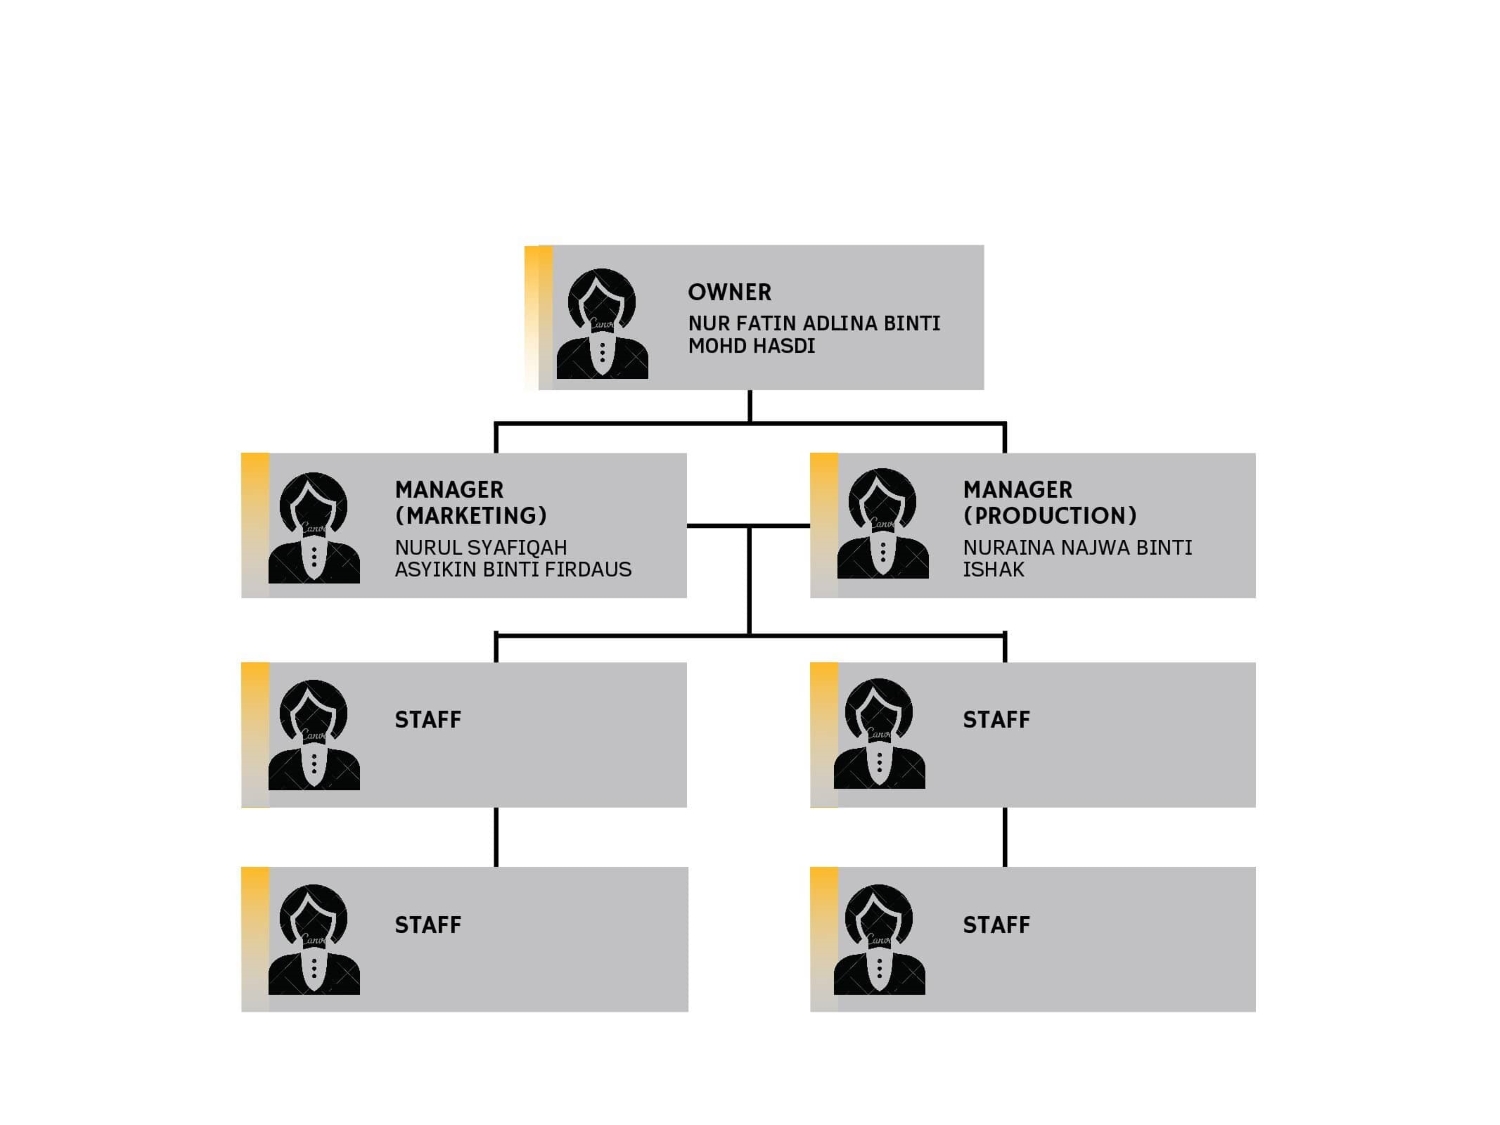 OWNER
NUR FATIN ADLINA BINTI
MOHD HASDI
MANAGER
(MARKETING)
NURUL SYAFIQAH
ASYIKIN BINTI FIRDAUS
MANAGER
(PRODUCTION)
NURAINA NAJWA BINTI
ISHAK
STAFF
STAFF
STAFF
STAFF